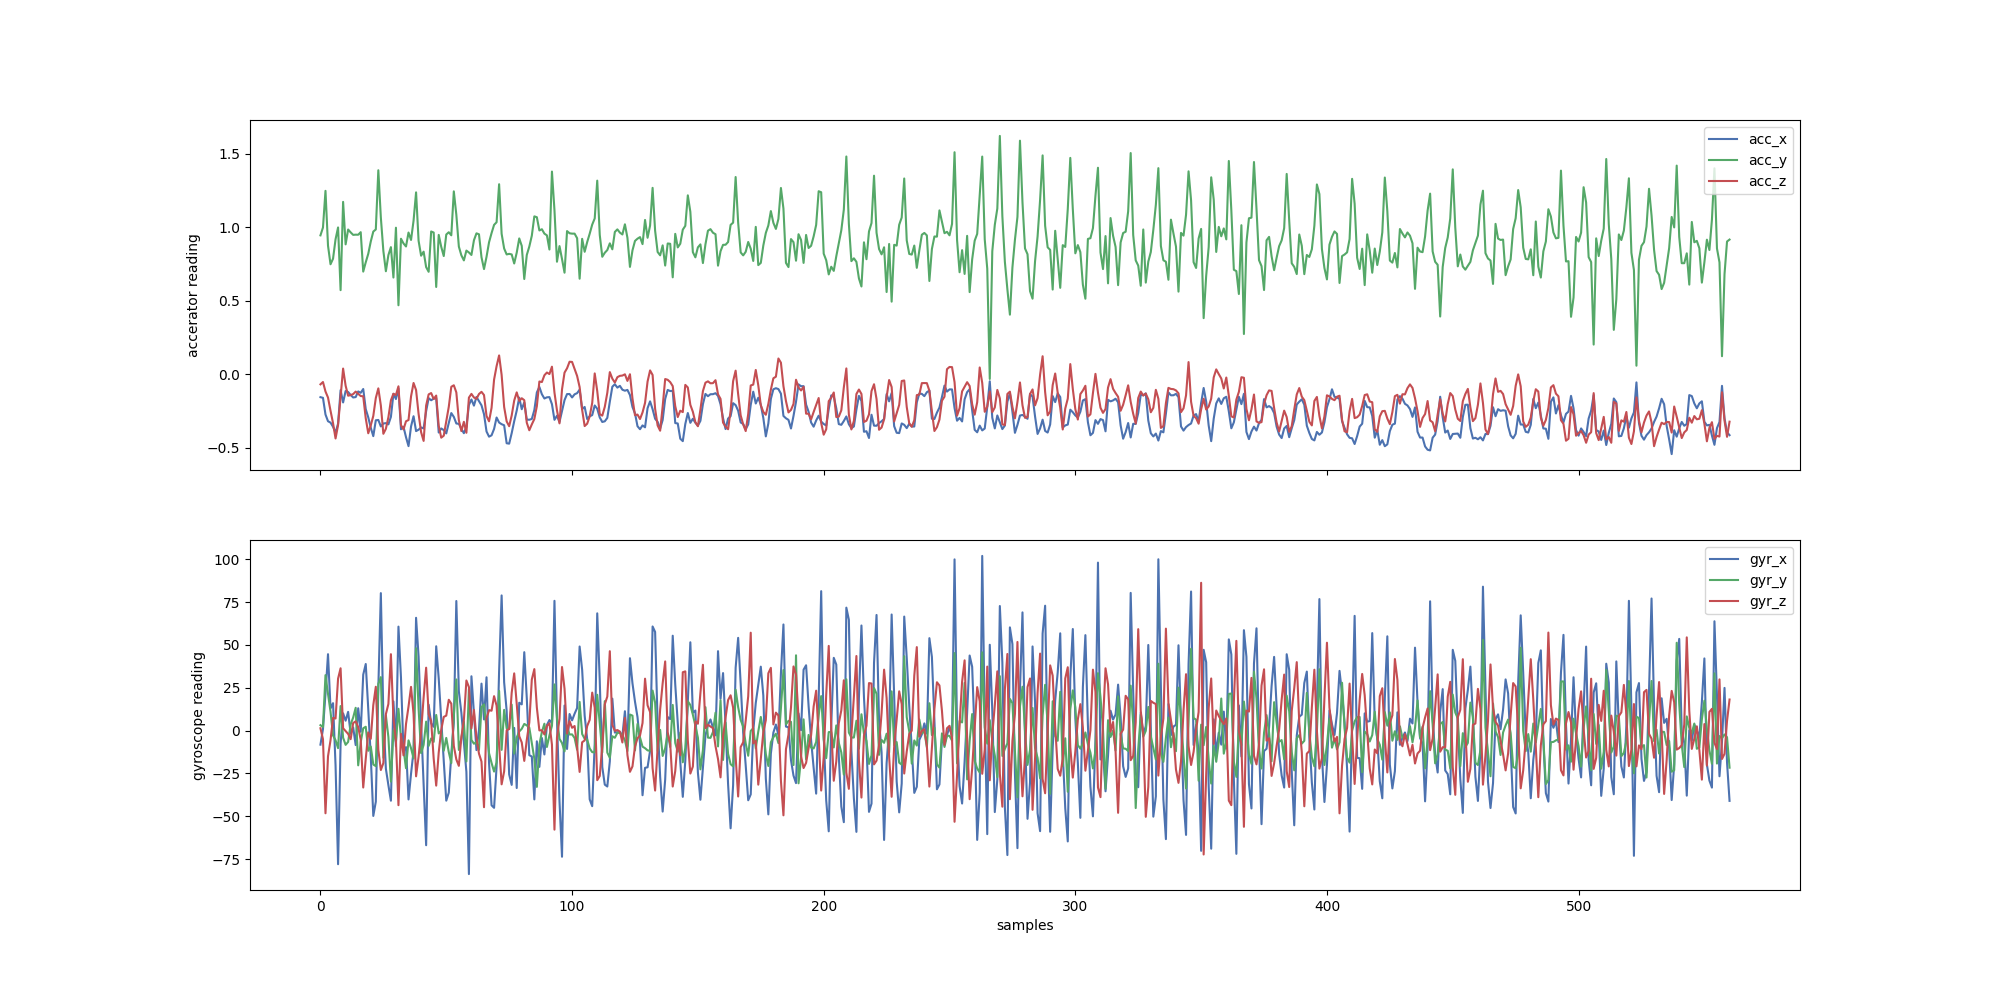 1.5
1.0
0.5
0.0
−0.5
accerator reading
acc_x
acc_y
acc_z
100
75
50
25
0
−25
−50
−75
gyroscope reading
gyr_x
gyr_y
gyr_z
0 100 200 300 400 500
samples